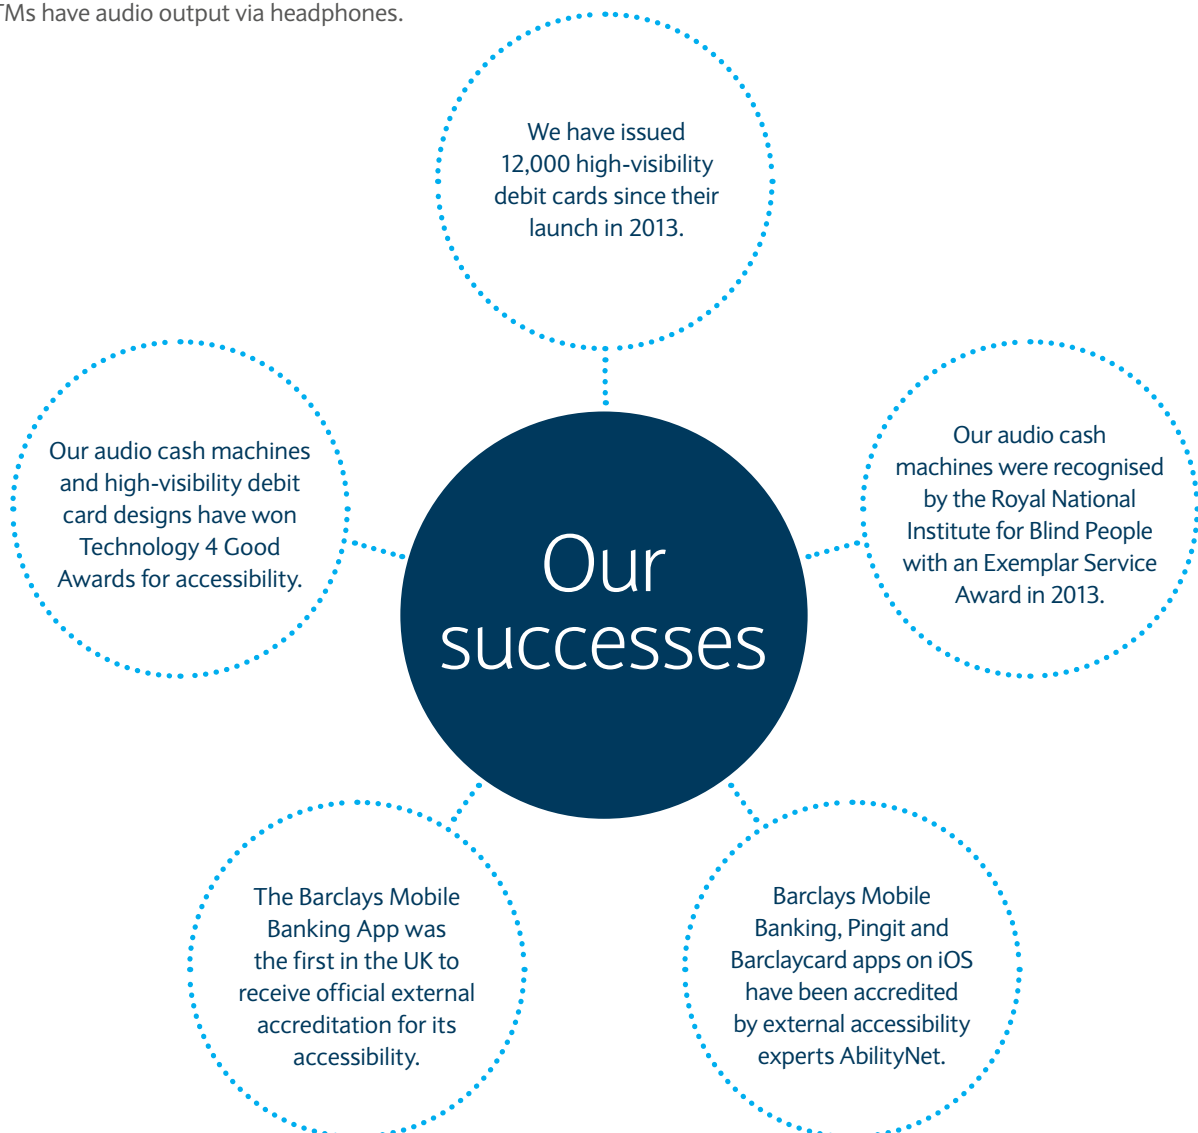 TMs have audio output via headphones.
We have issued
12,000 high-visibility
debit cards since their
launch in 2013.
Our audio cash machines
and high-visibility debit
card designs have won
Technology 4 Good
Awards for accessibility.
Our
successes
Our audio cash
machines were recognised
by the Royal National
Institute for Blind People
with an Exemplar Service
Award in 2013.
The Barclays Mobile
Banking App was
the first in the UK to
receive official external
accreditation for its
accessibility.
Barclays Mobile
Banking, Pingit and
Barclaycard apps on iOS
have been accredited
by external accessibility
experts AbilityNet.